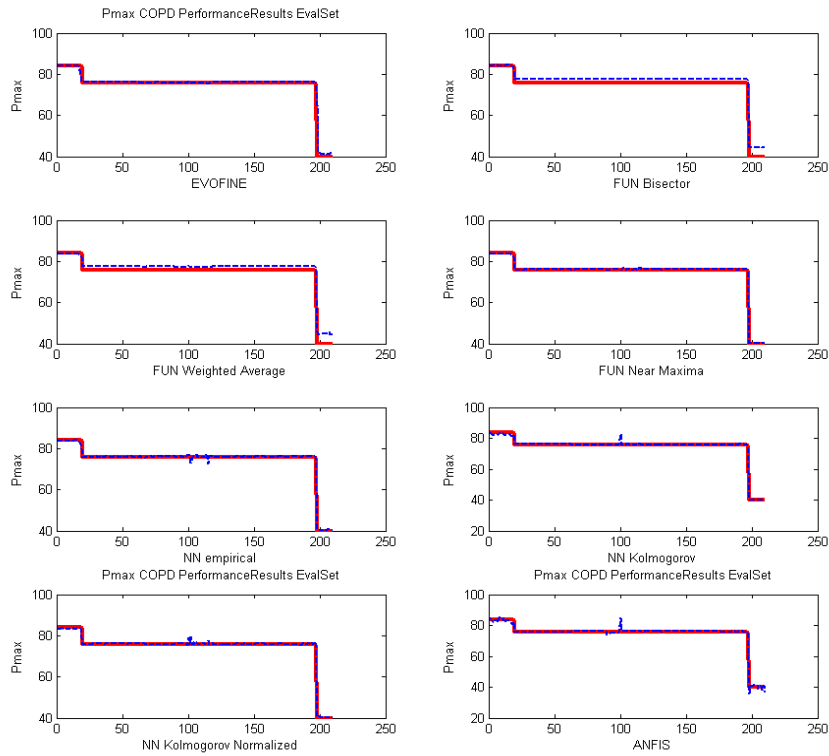 Pmax COPD PerformanceResults EvalSet
100
80
60
40
Pmax
0 50 100 150 200 250
EVOFINE
100
80
60
40
Pmax
0 50 100 150 200 250
FUN Bisector
100
80
60
40
Pmax
0 50 100 150 200 250
FUN Weighted Average
100
80
60
40
Pmax
0 50 100 150 200 250
FUN Near Maxima
100
80
60
40
Pmax
0 50 100 150 200 250
NN empirical
100
80
60
40
20
Pmax
0 50 100 150 200 250
NN Kolmogorov
Pmax COPD PerformanceResults EvalSet
100
80
60
40
Pmax
0 50 100 150 200 250
NN Kolmogorov Normalized
Pmax COPD PerformanceResults EvalSet
100
80
60
40
20
Pmax
0 50 100 150 200 250
ANFIS